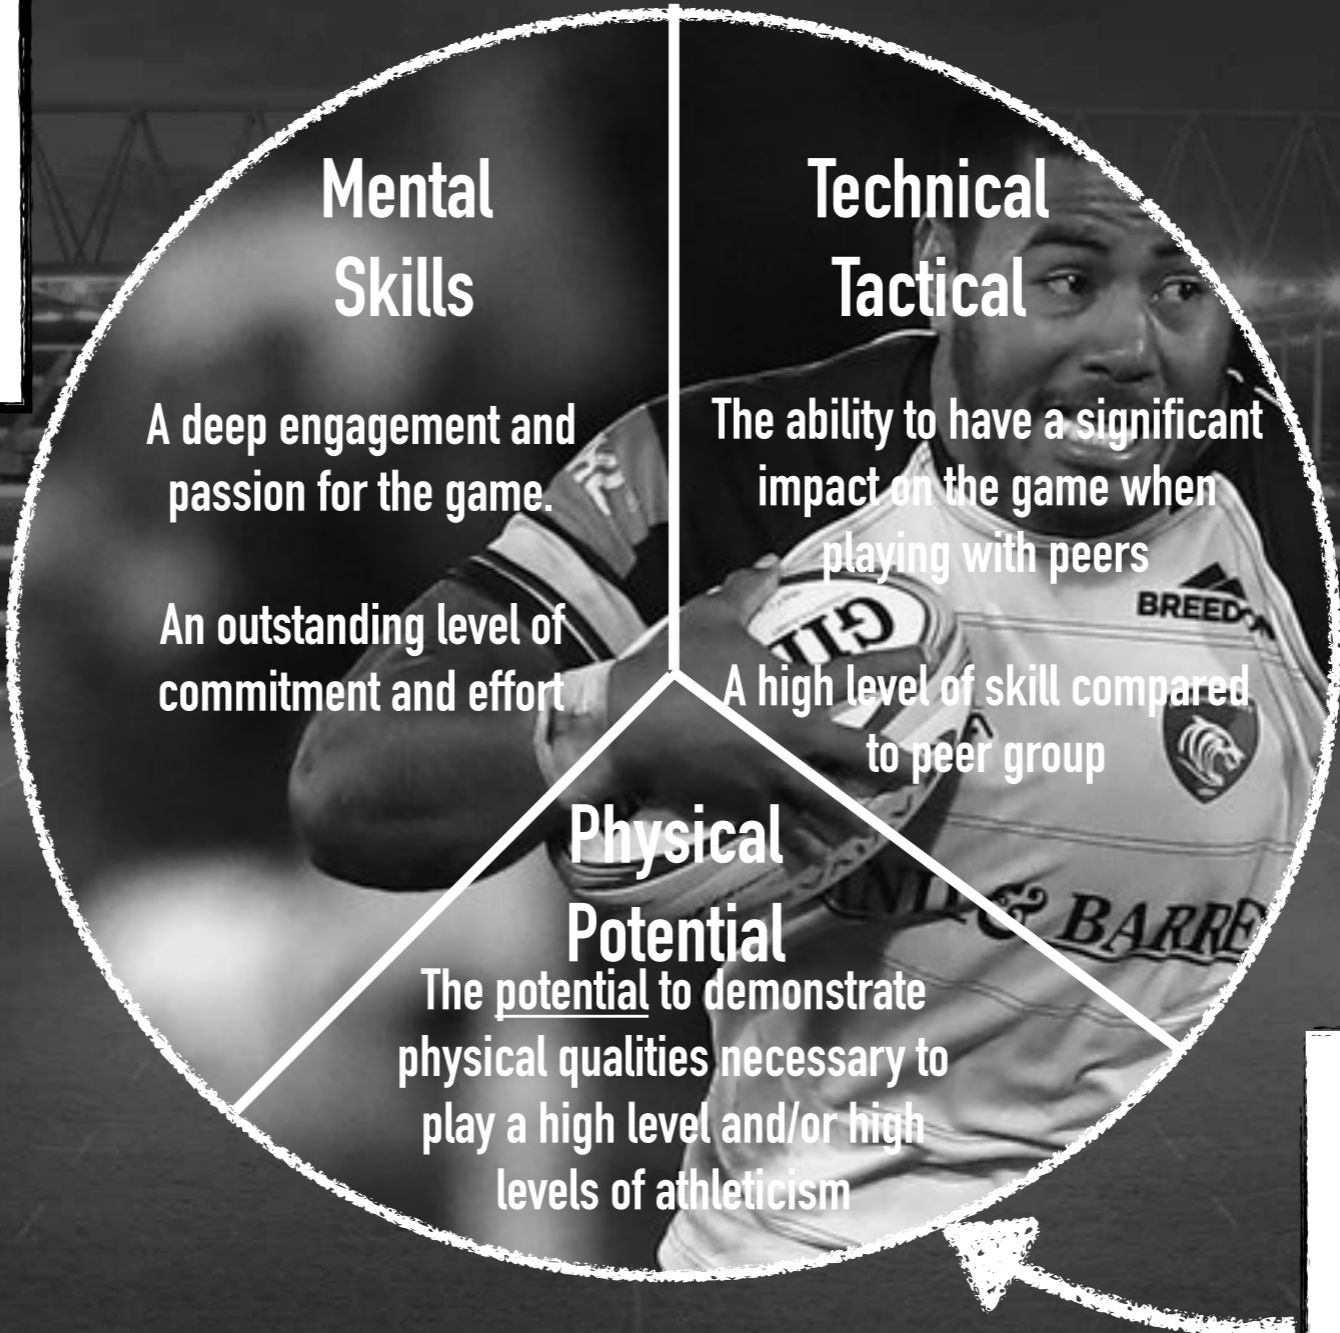 Mental
Skills
A deep engagement and
passion for the game.
An outstanding level of
commitment and effort
Technical
Tactical
The ability to have a significant
impact on the game when
playing with peers
BREEDO
A high level of skill compared
to peer group
Physical
Potential
The potential to demonstrate
physical qualities necessary to
play a high level and/or high
levels of athleticism
& BARRE